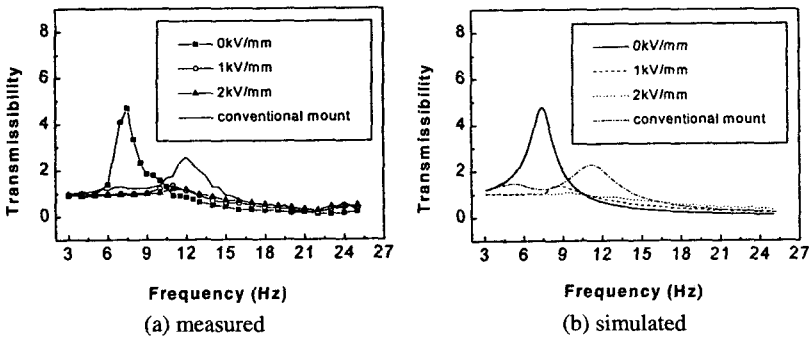 8
6
4
2
0
Transmissibility
0kV/mm
1kV/mm
2kV/mm
conventional mount
3 6 9 12 15 18 21 24 27
Frequency (Hz)
(a) measured
8
6
4
2
0
Transmissibility
0kV/mm
1kV/mm
2kV/mm
conventional mount
3 6 9 12 15 18 21 24 27
Frequency (Hz)
(b) simulated